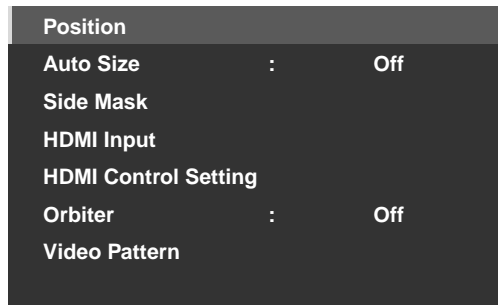 Position
Auto Size : Off
Side Mask
HDMI Input
HDMI Control Setting
Orbiter : Off
Video Pattern